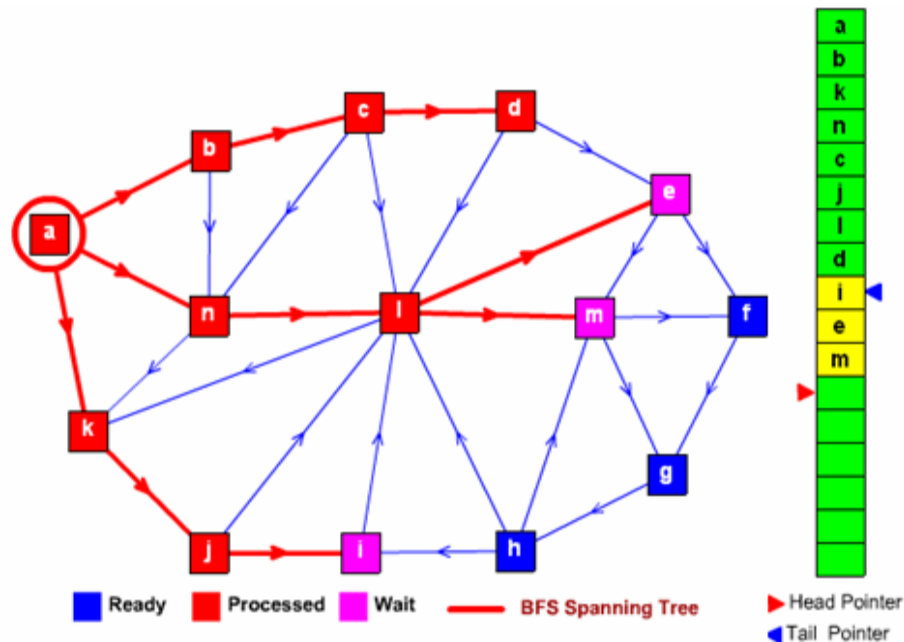 a
b
k
n
c
j
l
d
i
e
m
c
d
b
e
a
n
l
m
f
k
g
j
i
h
Ready
Processed
Wait
BFS Spanning Tree
Head Pointer
Tail Pointer